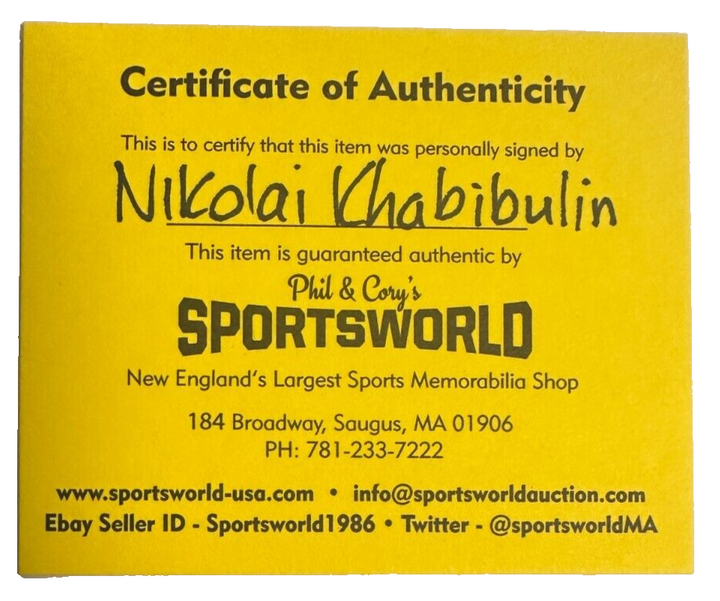 Certificate of Authenticity
This is to certify that this item was personally signed by
Nikolai Khabibulin
This item is guaranteed authentic by
Phil & Cory's
SPORTSWORLD
New England's Largest Sports Memorabilia Shop
184 Broadway, Saugus, MA 01906
PH: 781-233-7222
www.sportsworld-usa.com • info@sportsworldauction.com
Ebay Seller ID - Sportsworld1986 • Twitter - @sportsworldMA